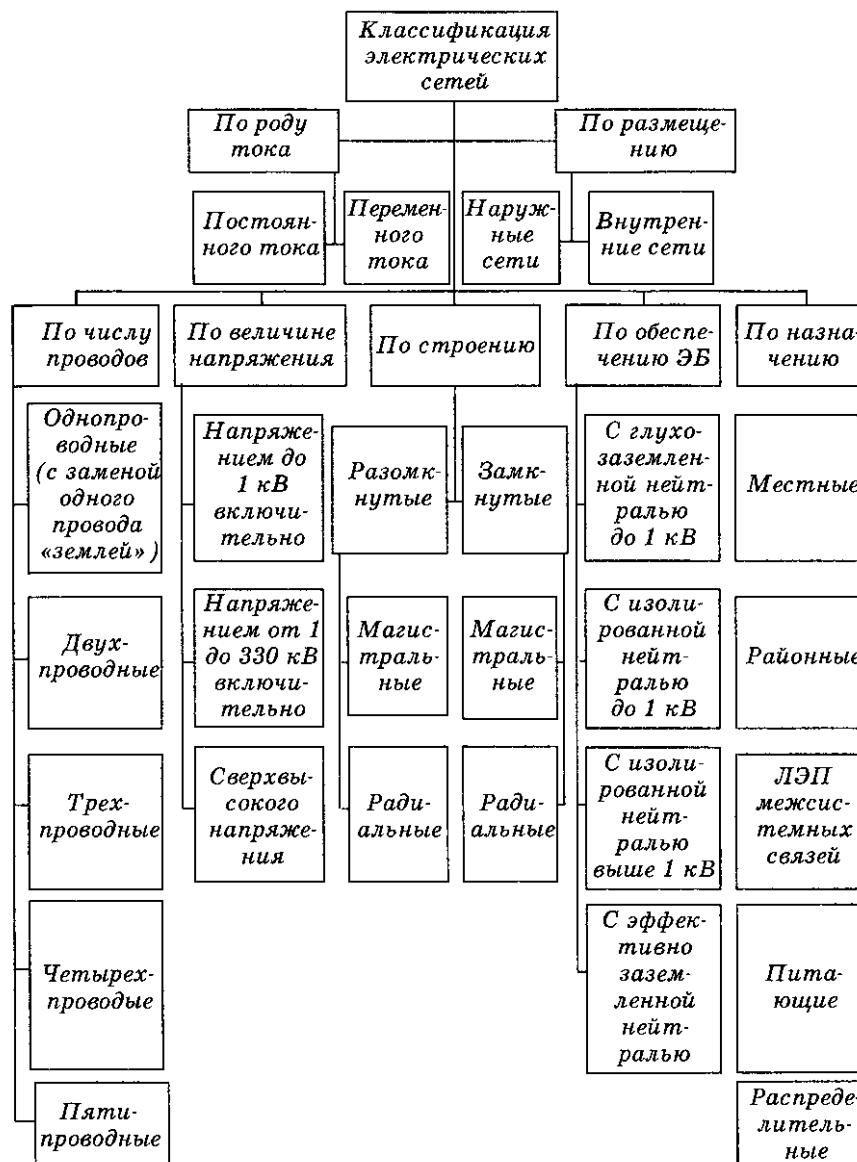 Классификация
электрических
сетей
По роду
тока
По размеще-
нию
Постоян-
ного тока
Перемен-
ного
тока
Наруж-
ные
сети
Внутрен-
ние сети
По числу
проводов
По величине
напряжения
По строению
По обеспе-
чению ЭБ
По назна-
чению
Однопро-
водные
(с заменой
одного
провода
«землей»)
Двух-
проводные
Трех-
проводные
Четырех-
проводые
Пяти-
проводные
Напряже-
нием до
1 кВ
включи-
тельно
Напряже-
нием от 1
до 330 кВ
включи-
тельно
Сверхвы-
сокого
напряже-
ния
Разомк-
нутые
Магис-
траль-
ные
Ради-
альные
Замк-
нутые
Магис-
траль-
ные
Ради-
альные
С глухо-
заземлен-
ной нейт-
ралью
до 1 кВ
С изоли-
рованной
нейт-
ралью
до 1 кВ
С изоли-
рованной
нейт-
ралью
выше 1 кВ
С эффек-
тивно
зазем-
ленной
нейт-
ралью
Местные
Районные
ЛЭП
межсис-
темных
связей
Пита-
ющие
Распреде-
литель-
ные